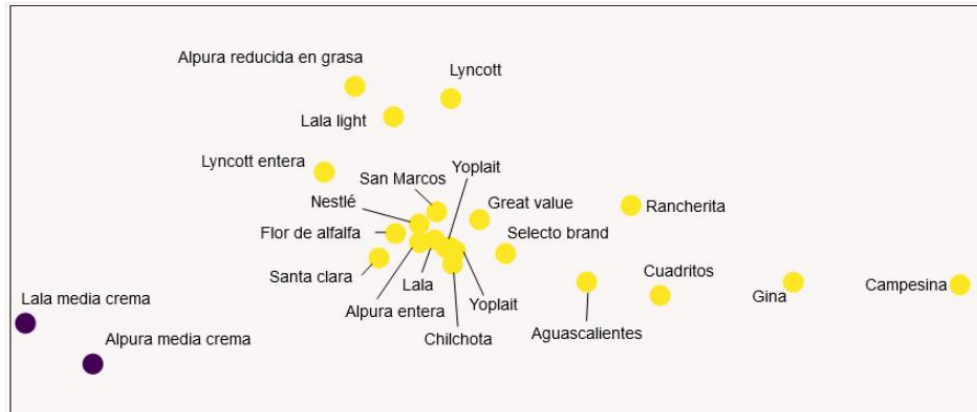 Alpura reducida en grasa
Lyncott
Lala light
Lyncott entera
Yoplait
San Marcos
Nestlé
Great value
Rancherita
Flor de alfalfa
Selecto brand
Santa clara
Cuadritos
Lala
Campesina
Gina
Lala media crema
Alpura entera
Yoplait
Aguascalientes
Alpura media crema
Chilchota